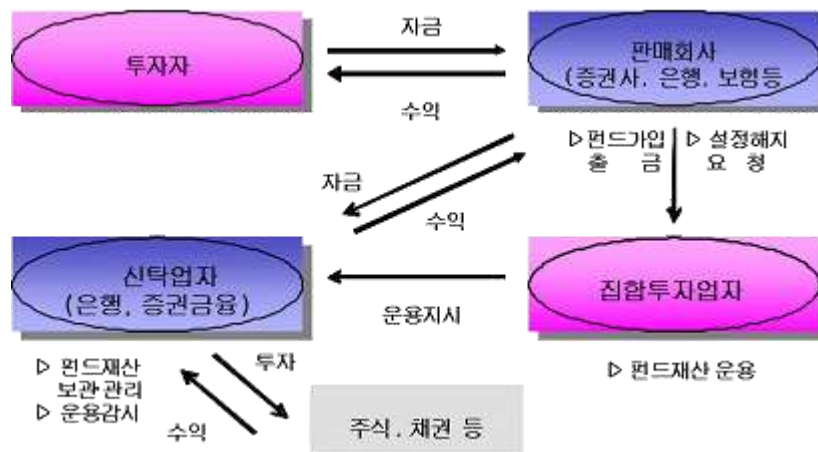 자금
투자자
판매회사
(증권사, 은행, 보험등
수익
▷펀드가입 ▷ 설정해지
출 금 요 청
자금
수익
신탁업자
(은행, 증권금융)
집합투자업자
운용지시
▷ 펀드재산
보관·관리
▷ 운용감시
투자
▷ 펀드재산 운용
수익
주식, 채권 등